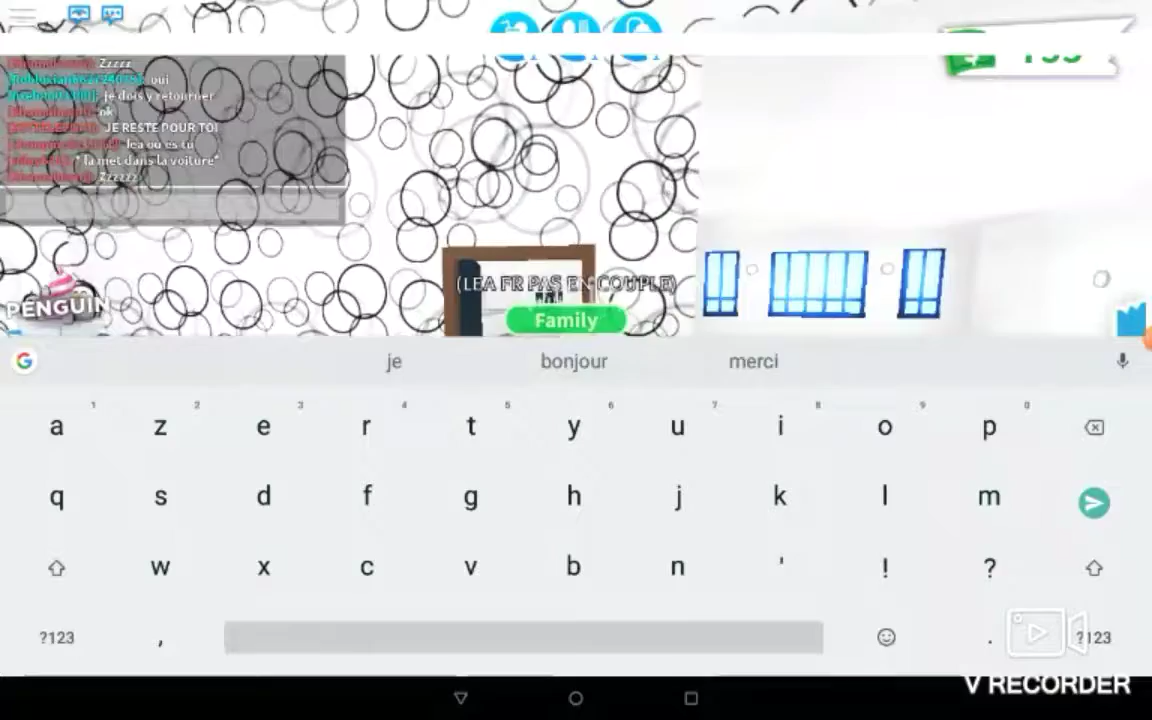 Zzzzz
oui
je dois y retourner
ok
JE RESTE POUR TOI
lea ou es tu
* la met dans la voiture*
Zzzzzz
PENGUIN
(LEA FR PAS EN COUPLE)
Family
je bonjour merci
1 2 3 4 5 6 7 8 9 0
a z e r t y u i o p
q s d f g h j k l m
w x c v b n ' ! ?
?123 , . ?123
V RECORDER